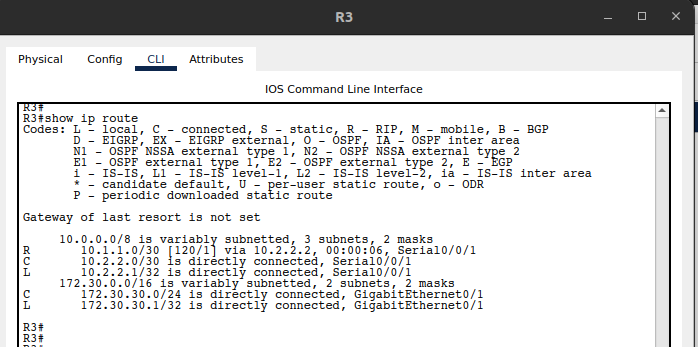 R3
Physical Config CLI Attributes
IOS Command Line Interface
R3#
R3#show ip route
Codes: L - local, C - connected, S - static, R - RIP, M - mobile, B - BGP
D - EIGRP, EX - EIGRP external, O - OSPF, IA - OSPF inter area
N1 - OSPF NSSA external type 1, N2 - OSPF NSSA external type 2
E1 - OSPF external type 1, E2 - OSPF external type 2, E - EGP
i - IS-IS, L1 - IS-IS level-1, L2 - IS-IS level-2, ia - IS-IS inter area
* - candidate default, U - per-user static route, o - ODR
P - periodic downloaded static route
Gateway of last resort is not set
10.0.0.0/8 is variably subnetted, 3 subnets, 2 masks
R 10.1.1.0/30 [120/1] via 10.2.2.2, 00:00:06, Serial0/0/1
C 10.2.2.0/30 is directly connected, Serial0/0/1
L 10.2.2.1/32 is directly connected, Serial0/0/1
172.30.0.0/16 is variably subnetted, 2 subnets, 2 masks
C 172.30.30.0/24 is directly connected, GigabitEthernet0/1
L 172.30.30.1/32 is directly connected, GigabitEthernet0/1
R3#
R3#
R3#